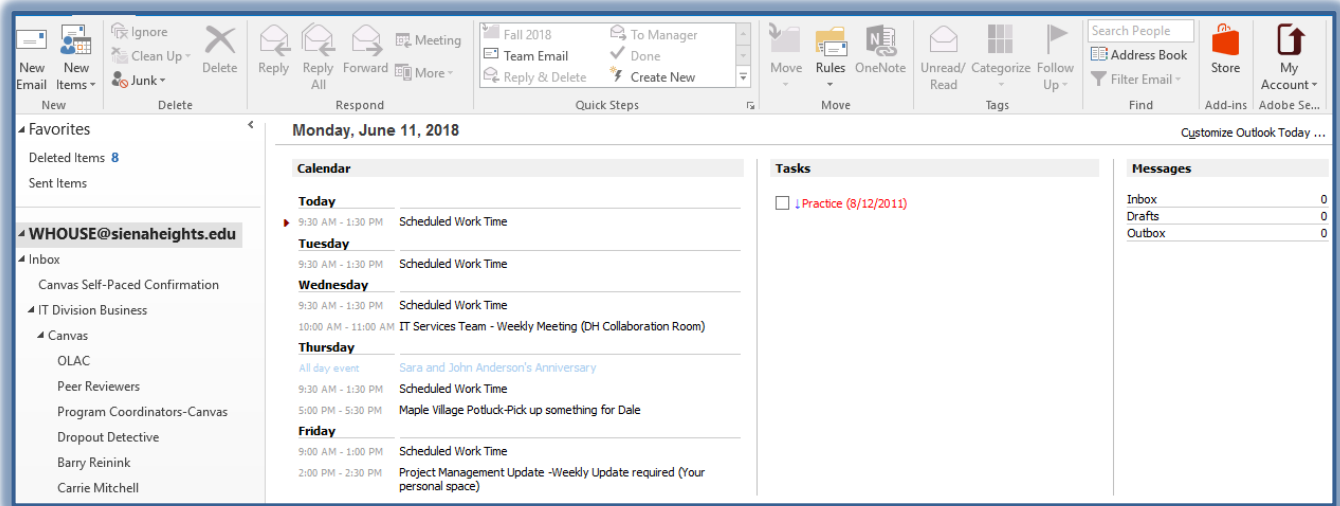 Ignore
Clean Up
Junk
New Email
New Items
Delete
Reply
Reply All
Forward
Meeting
More
Fall 2018
Team Email
Reply & Delete
To Manager
Done
Create New
Move
Rules
OneNote
Unread/ Read
Categorize
Follow Up
Search People
Address Book
Filter Email
Store
My Account
New
Delete
Respond
Quick Steps
Move
Tags
Find
Add-ins
Adobe Se...
Favorites
Deleted Items 8
Sent Items
WHOUSE@sienaheights.edu
Inbox
Canvas Self-Paced Confirmation
IT Division Business
Canvas
OLAC
Peer Reviewers
Program Coordinators-Canvas
Dropout Detective
Barry Reinink
Carrie Mitchell
Monday, June 11, 2018
Customize Outlook Today ...
Calendar
Today
9:30 AM - 1:30 PM Scheduled Work Time
Tuesday
9:30 AM - 1:30 PM Scheduled Work Time
Wednesday
9:30 AM - 1:30 PM Scheduled Work Time
10:00 AM - 11:00 AM IT Services Team - Weekly Meeting (DH Collaboration Room)
Thursday
All day event Sara and John Anderson's Anniversary
9:30 AM - 1:30 PM Scheduled Work Time
5:00 PM - 5:30 PM Maple Village Potluck-Pick up something for Dale
Friday
9:00 AM - 1:00 PM Scheduled Work Time
2:00 PM - 2:30 PM Project Management Update -Weekly Update required (Your
personal space)
Tasks
Practice (8/12/2011)
Messages
Inbox 0
Drafts 0
Outbox 0